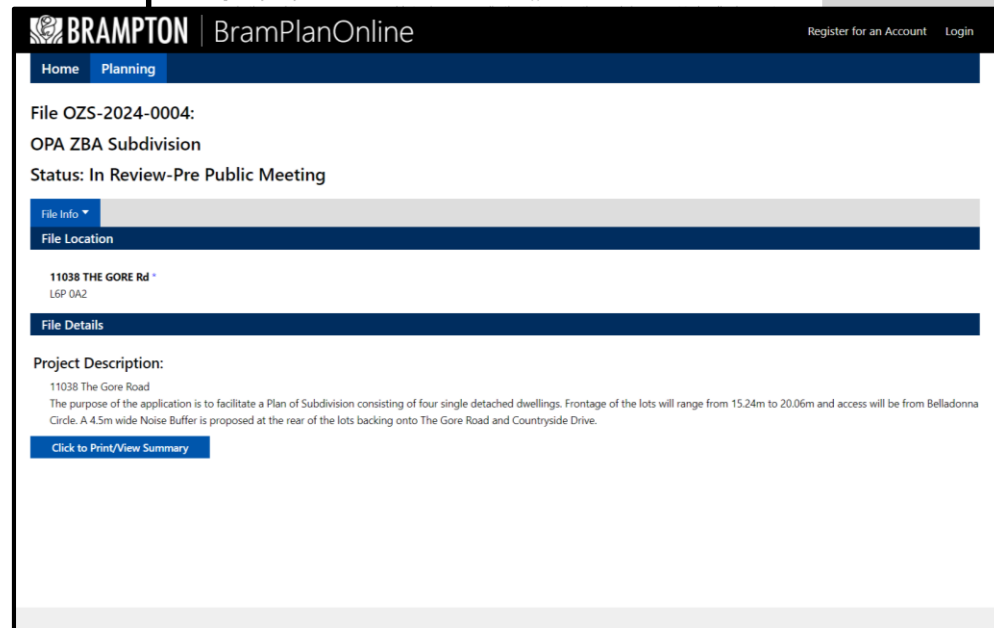 BRAMPTON | BramPlanOnline
Register for an Account Login
Home Planning
File OZS-2024-0004:
OPA ZBA Subdivision
Status: In Review-Pre Public Meeting
File Info
File Location
11038 THE GORE Rd *
L6P 0A2
File Details
Project Description:
11038 The Gore Road
The purpose of the application is to facilitate a Plan of Subdivision consisting of four single detached dwellings. Frontage of the lots will range from 15.24m to 20.06m and access will be from Belladonna
Circle. A 4.5m wide Noise Buffer is proposed at the rear of the lots backing onto The Gore Road and Countryside Drive.
Click to Print/View Summary